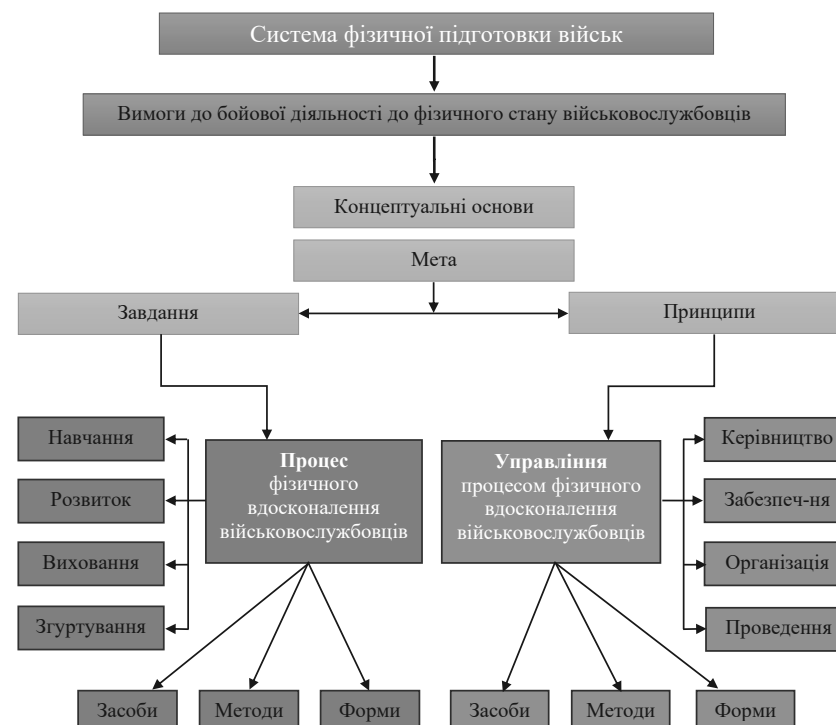 Система фізичної підготовки військ
Вимоги до бойової діяльності до фізичного стану військовослужбовців
Концептуальні основи
Мета
Завдання
Принципи
Навчання
Розвиток
Виховання
Згуртування
Процес
фізичного
вдосконалення
військовослужбовців
Управління
процесом фізичного
вдосконалення
військовослужбовців
Керівництво
Забезпеч-ня
Організація
Проведення
Засоби
Методи
Форми
Засоби
Методи
Форми